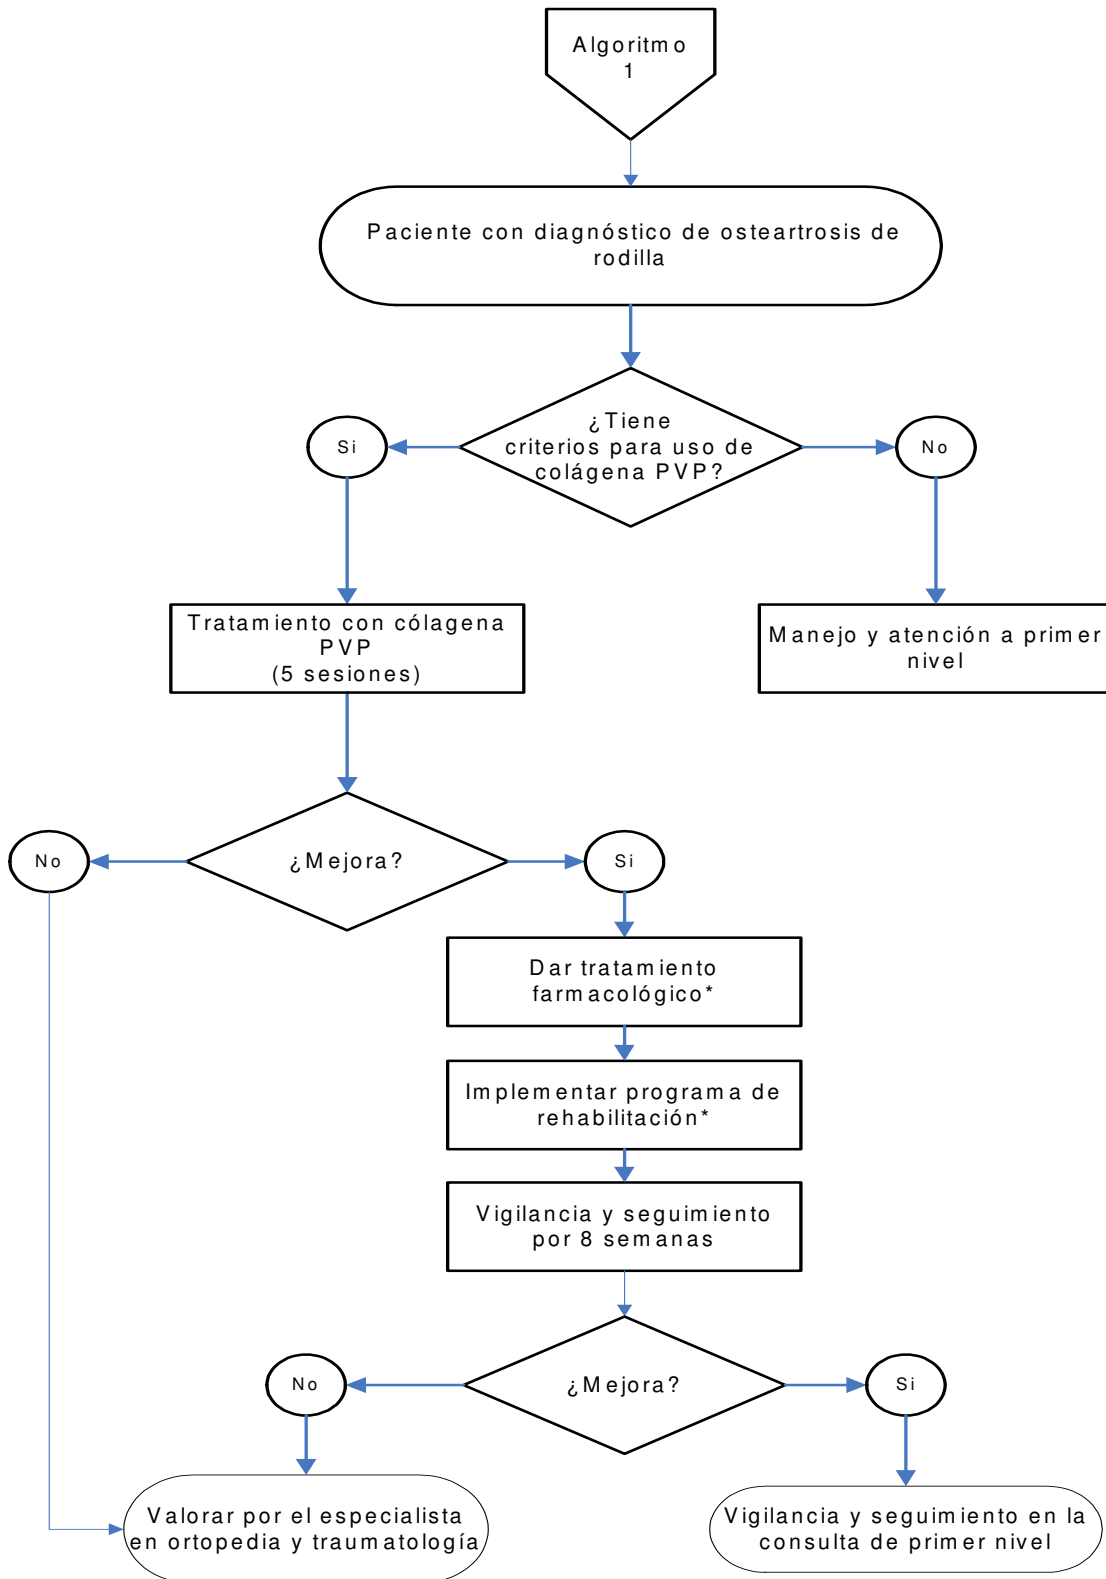 Algoritmo
1
Paciente con diagnóstico de osteartrosis de
rodilla
¿Tiene
criterios para uso de
colágena PVP?
Si
No
Tratamiento con cólagena
PVP
(5 sesiones)
Manejo y atención a primer
nivel
No
¿Mejora?
Si
Dar tratamiento
farmacológico*
Implementar programa de
rehabilitación*
Vigilancia y seguimiento
por 8 semanas
No
¿Mejora?
Si
Valorar por el especialista
en ortopedia y traumatología
Vigilancia y seguimiento en la
consulta de primer nivel